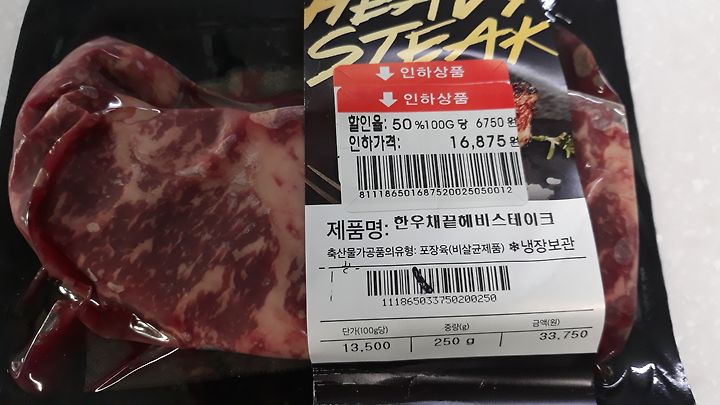 HEAVY
STEAK
인하상품
인하상품
할인율: 50 %100G 당 6750 원
인하가격: 16,875 원
811186501687520025050012
제품명: 한우채끝헤비스테이크
축산물가공품의유형: 포장육(비살균제품) ❄냉장보관
111865033750200250
단가(100g당) 중량(g) 금액(원)
13,500 250 g 33,750